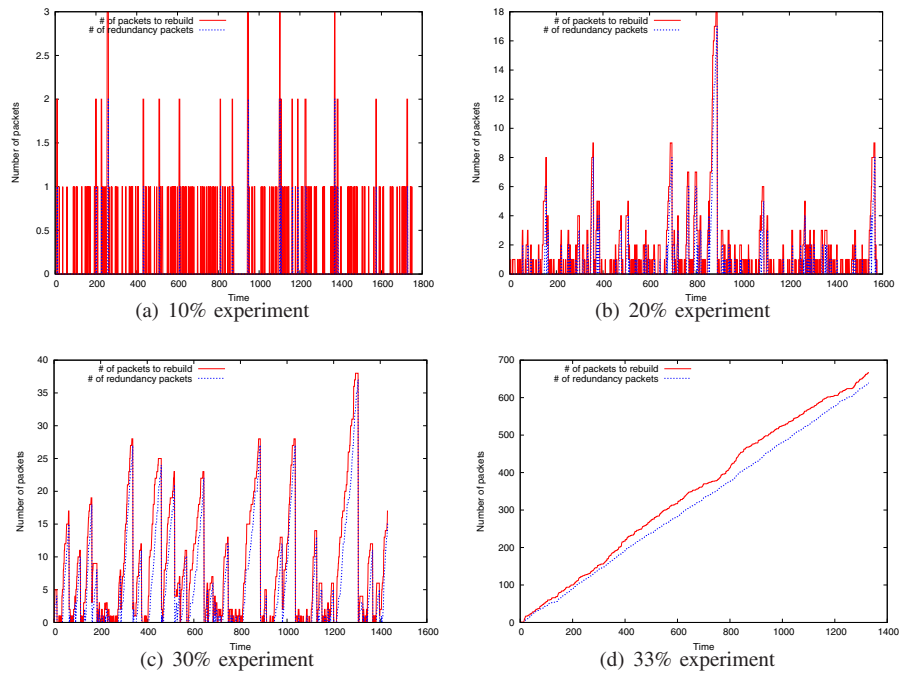 # of packets to rebuild
# of redundancy packets
Number of packets
3
2.5
2
1.5
1
0.5
0
0 200 400 600 800 1000 1200 1400 1600 1800
Time
(a) 10% experiment
# of packets to rebuild
# of redundancy packets
Number of packets
18
16
14
12
10
8
6
4
2
0
0 200 400 600 800 1000 1200 1400 1600
Time
(b) 20% experiment
# of packets to rebuild
# of redundancy packets
Number of packets
40
35
30
25
20
15
10
5
0
0 200 400 600 800 1000 1200 1400 1600
Time
(c) 30% experiment
# of packets to rebuild
# of redundancy packets
Number of packets
700
600
500
400
300
200
100
0
0 200 400 600 800 1000 1200 1400
Time
(d) 33% experiment